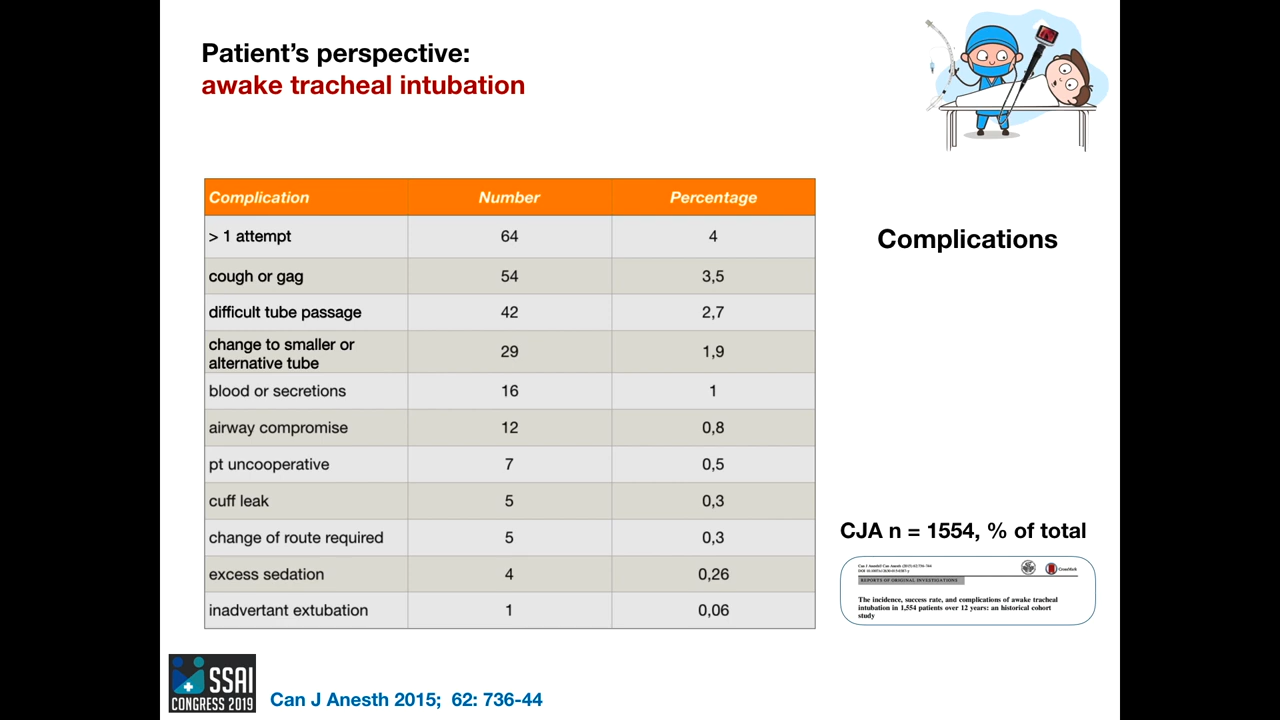 Patient’s perspective:
awake tracheal intubation
Complication Number Percentage
> 1 attempt 64 4
cough or gag 54 3,5
difficult tube passage 42 2,7
change to smaller or
alternative tube 29 1,9
blood or secretions 16 1
airway compromise 12 0,8
pt uncooperative 7 0,5
cuff leak 5 0,3
change of route required 5 0,3
excess sedation 4 0,26
inadvertant extubation 1 0,06
Complications
CJA n = 1554, % of total
REPORTS OF ORIGINAL INVESTIGATIONS
The incidence, success rate, and complications of awake tracheal
intubation in 1,554 patients over 12 years: an historical cohort
study
SSAI
CONGRESS 2019
Can J Anesth 2015; 62: 736-44